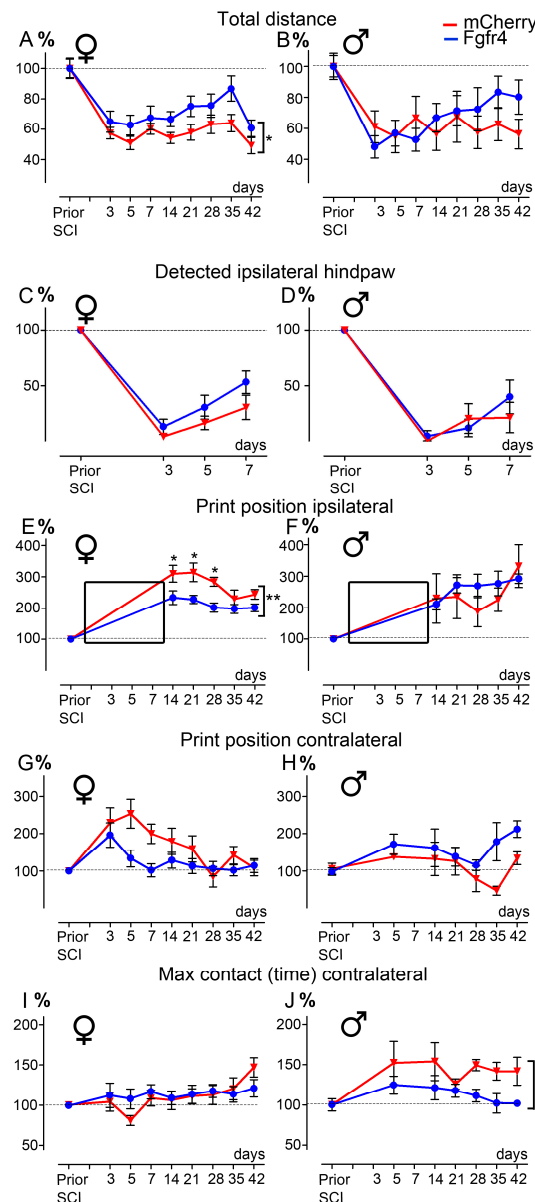 Total distance
mCherry
Fgfr4
A % ♀
B % ♂
100
80
60
40
*
days
Prior SCI 3 5 7 14 21 28 35 42
100
80
60
40
days
Prior SCI 3 5 7 14 21 28 35 42
Detected ipsilateral hindpaw
C % ♀
D % ♂
100
50
days
Prior SCI 3 5 7
100
50
days
Prior SCI 3 5 7
Print position ipsilateral
E % ♀
F % ♂
400
300
200
100
* * *
**
days
Prior SCI 3 5 7 14 21 28 35 42
400
300
200
100
days
Prior SCI 3 5 7 14 21 28 35 42
Print position contralateral
G % ♀
H % ♂
300
200
100
days
Prior SCI 3 5 7 14 21 28 35 42
300
200
100
days
Prior SCI 3 5 7 14 21 28 35 42
Max contact (time) contralateral
I % ♀
J % ♂
200
150
100
50
days
Prior SCI 3 5 7 14 21 28 35 42
200
150
100
50
days
Prior SCI 3 5 7 14 21 28 35 42